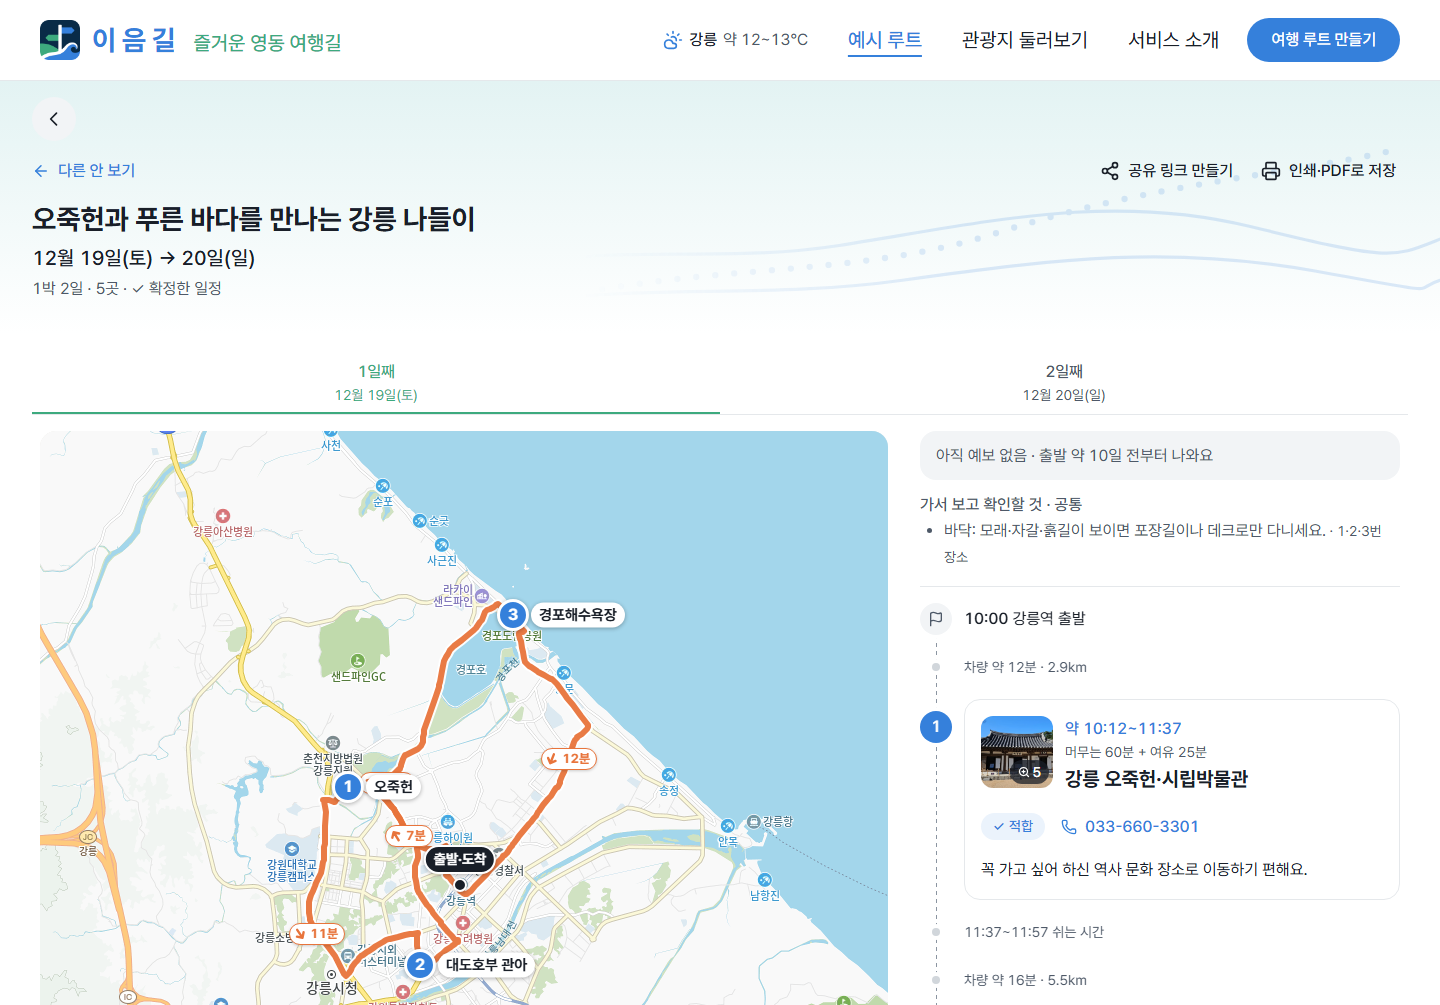 이음길 즐거운 영동 여행길
강릉 약 12~13°C
예시 루트
관광지 둘러보기
서비스 소개
여행 루트 만들기
다른 안 보기
공유 링크 만들기
인쇄·PDF로 저장
오죽헌과 푸른 바다를 만나는 강릉 나들이
12월 19일(토) → 20일(일)
1박 2일 · 5곳 · ✓ 확정한 일정
1일째
12월 19일(토)
2일째
12월 20일(일)
사천
순포
순긋
강릉아산병원
사근진
라카이
샌드파인
3 경포해수욕장
경포호
경포천
샌드파인GC
춘천지방법원
강릉지원
12분
1 오죽헌
송정
7분
강릉항
안목
JC
강릉
강원대학교
강릉캠퍼스
출발·도착
경찰서
강릉역
남항진
11분
2 대도호부 관아
강릉시청
IC
아직 예보 없음 · 출발 약 10일 전부터 나와요
가서 보고 확인할 것 · 공통
• 바닥: 모래·자갈·흙길이 보이면 포장길이나 데크로만 다니세요. · 1·2·3번
장소
10:00 강릉역 출발
차량 약 12분 · 2.9km
1
약 10:12~11:37
머무는 60분 + 여유 25분
5
강릉 오죽헌·시립박물관
✓ 적합
033-660-3301
꼭 가고 싶어 하신 역사 문화 장소로 이동하기 편해요.
11:37~11:57 쉬는 시간
차량 약 16분 · 5.5km